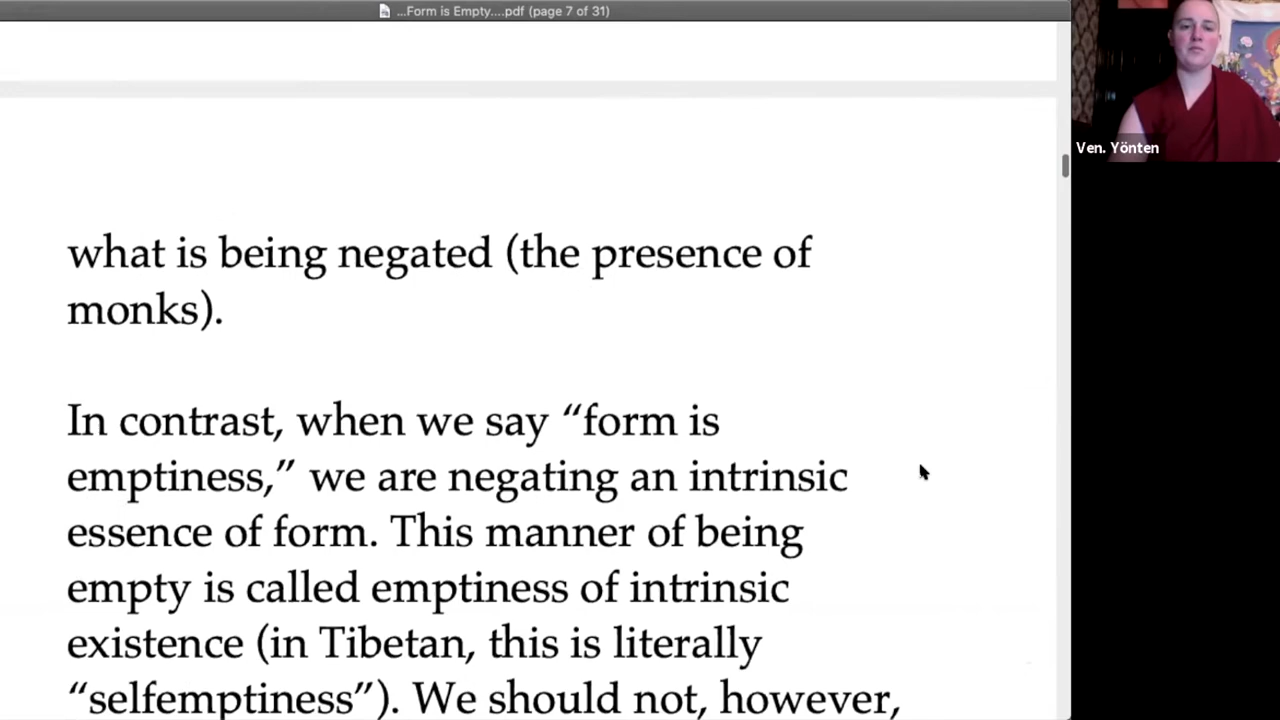 ...Form is Empty....pdf (page 7 of 31)
Ven. Yönten
what is being negated (the presence of
monks).
In contrast, when we say “form is
emptiness,” we are negating an intrinsic
essence of form. This manner of being
empty is called emptiness of intrinsic
existence (in Tibetan, this is literally
“selfemptiness”). We should not, however,